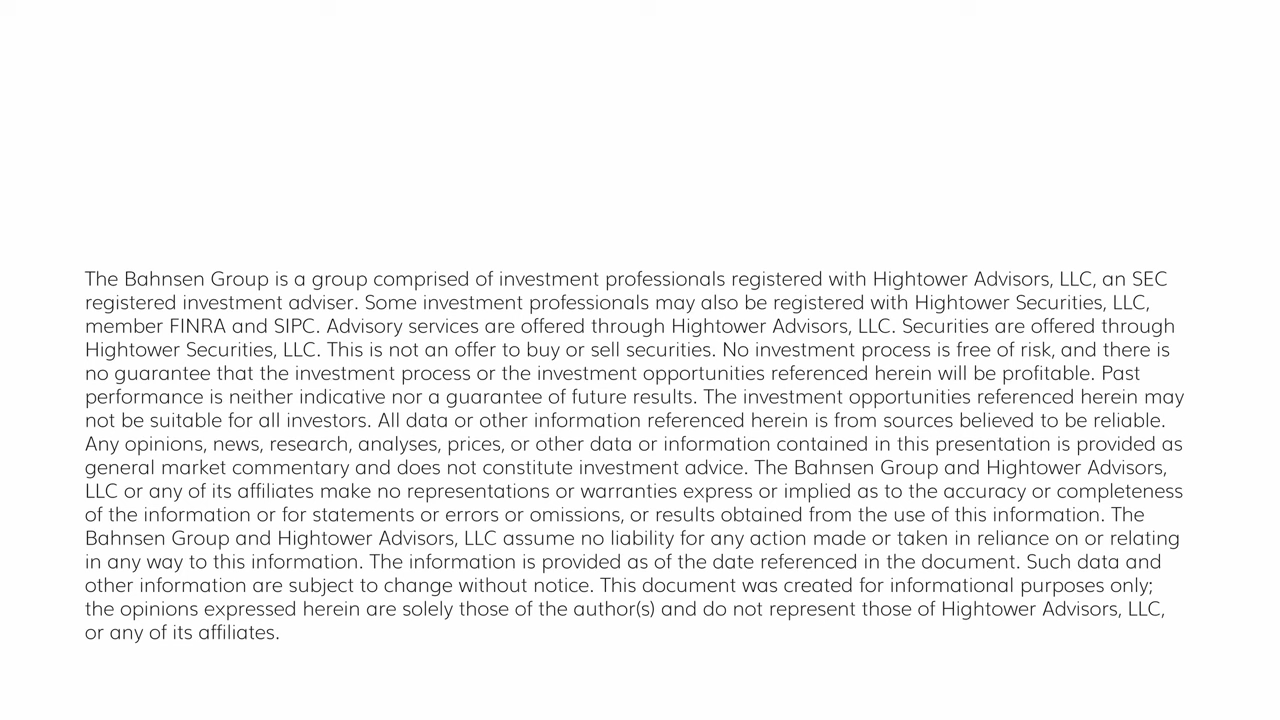 The Bahnsen Group is a group comprised of investment professionals registered with Hightower Advisors, LLC, an SEC
registered investment adviser. Some investment professionals may also be registered with Hightower Securities, LLC,
member FINRA and SIPC. Advisory services are offered through Hightower Advisors, LLC. Securities are offered through
Hightower Securities, LLC. This is not an offer to buy or sell securities. No investment process is free of risk, and there is
no guarantee that the investment process or the investment opportunities referenced herein will be profitable. Past
performance is neither indicative nor a guarantee of future results. The investment opportunities referenced herein may
not be suitable for all investors. All data or other information referenced herein is from sources believed to be reliable.
Any opinions, news, research, analyses, prices, or other data or information contained in this presentation is provided as
general market commentary and does not constitute investment advice. The Bahnsen Group and Hightower Advisors,
LLC or any of its affiliates make no representations or warranties express or implied as to the accuracy or completeness
of the information or for statements or errors or omissions, or results obtained from the use of this information. The
Bahnsen Group and Hightower Advisors, LLC assume no liability for any action made or taken in reliance on or relating
in any way to this information. The information is provided as of the date referenced in the document. Such data and
other information are subject to change without notice. This document was created for informational purposes only;
the opinions expressed herein are solely those of the author(s) and do not represent those of Hightower Advisors, LLC,
or any of its affiliates.